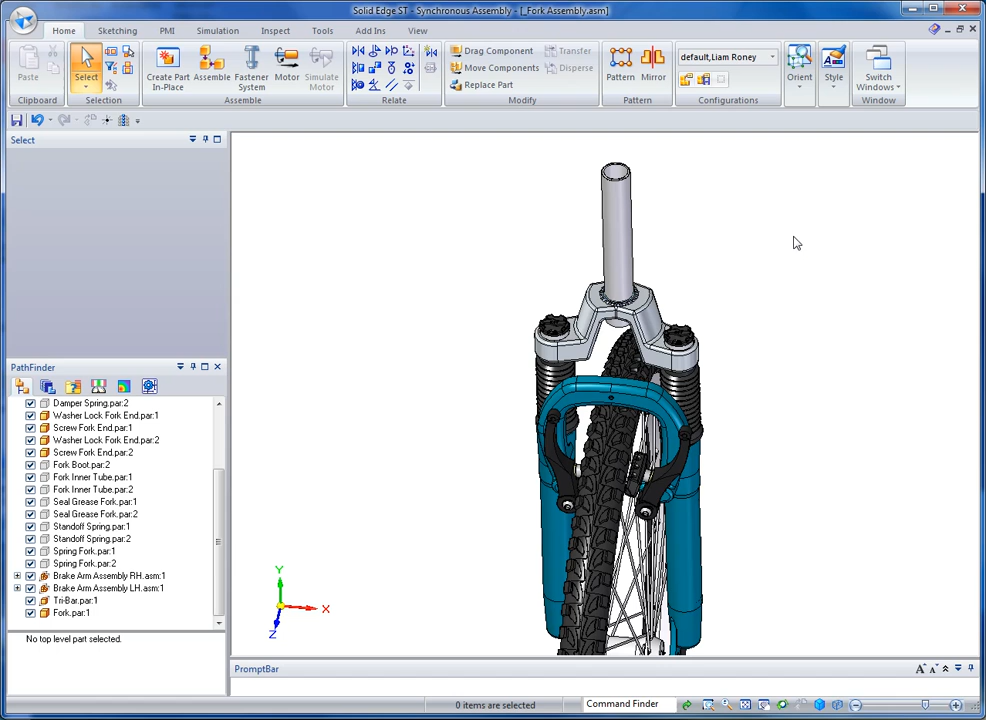 Solid Edge ST - Synchronous Assembly - [_Fork Assembly.asm]
Home Sketching PMI Simulation Inspect Tools Add Ins View
Paste
Select
Create Part In-Place
Assemble
Fastener System
Motor
Simulate Motor
Drag Component
Move Components
Replace Part
Transfer
Disperse
Pattern
Mirror
default,Liam Roney
Orient
Style
Switch Windows
Clipboard Selection Assemble Relate Modify Pattern Configurations Window
Select
PathFinder
Damper Spring.par:2
Washer Lock Fork End.par:1
Screw Fork End.par:1
Washer Lock Fork End.par:2
Screw Fork End.par:2
Fork Boot.par:2
Fork Inner Tube.par:1
Fork Inner Tube.par:2
Seal Grease Fork.par:1
Seal Grease Fork.par:2
Standoff Spring.par:1
Standoff Spring.par:2
Spring Fork.par:1
Spring Fork.par:2
Brake Arm Assembly RH.asm:1
Brake Arm Assembly LH.asm:1
Tri-Bar.par:1
Fork.par:1
No top level part selected.
Y
X
Z
PromptBar
0 items are selected
Command Finder